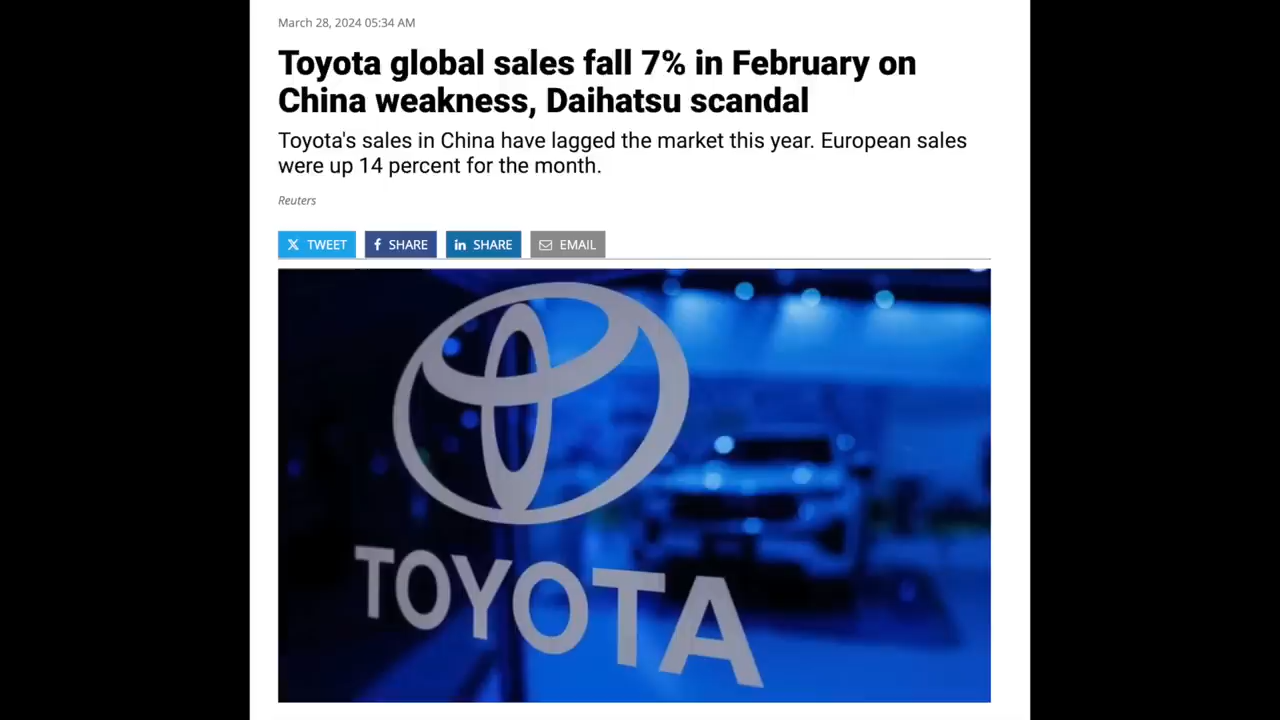 March 28, 2024 05:34 AM
Toyota global sales fall 7% in February on
China weakness, Daihatsu scandal
Toyota's sales in China have lagged the market this year. European sales
were up 14 percent for the month.
Reuters
TWEET SHARE SHARE EMAIL
TOYOTA